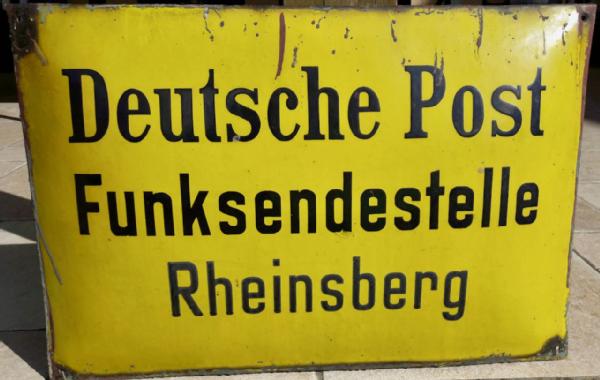 Deutsche Post
Funksendestelle
Rheinsberg